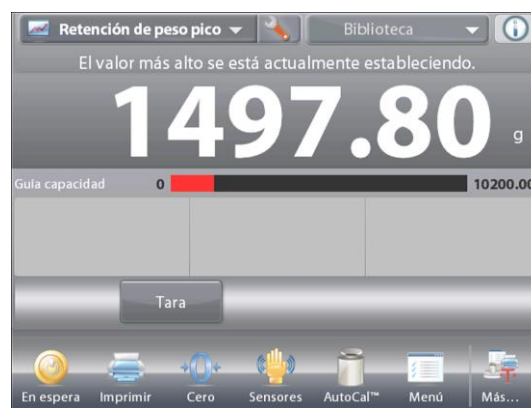 Retención de peso pico Biblioteca
El valor más alto se está actualmente estableciendo.
1497.80 g
Guía capacidad 0 10200.00
Tara
En espera Imprimir Cero Sensores AutoCal™ Menú Más...